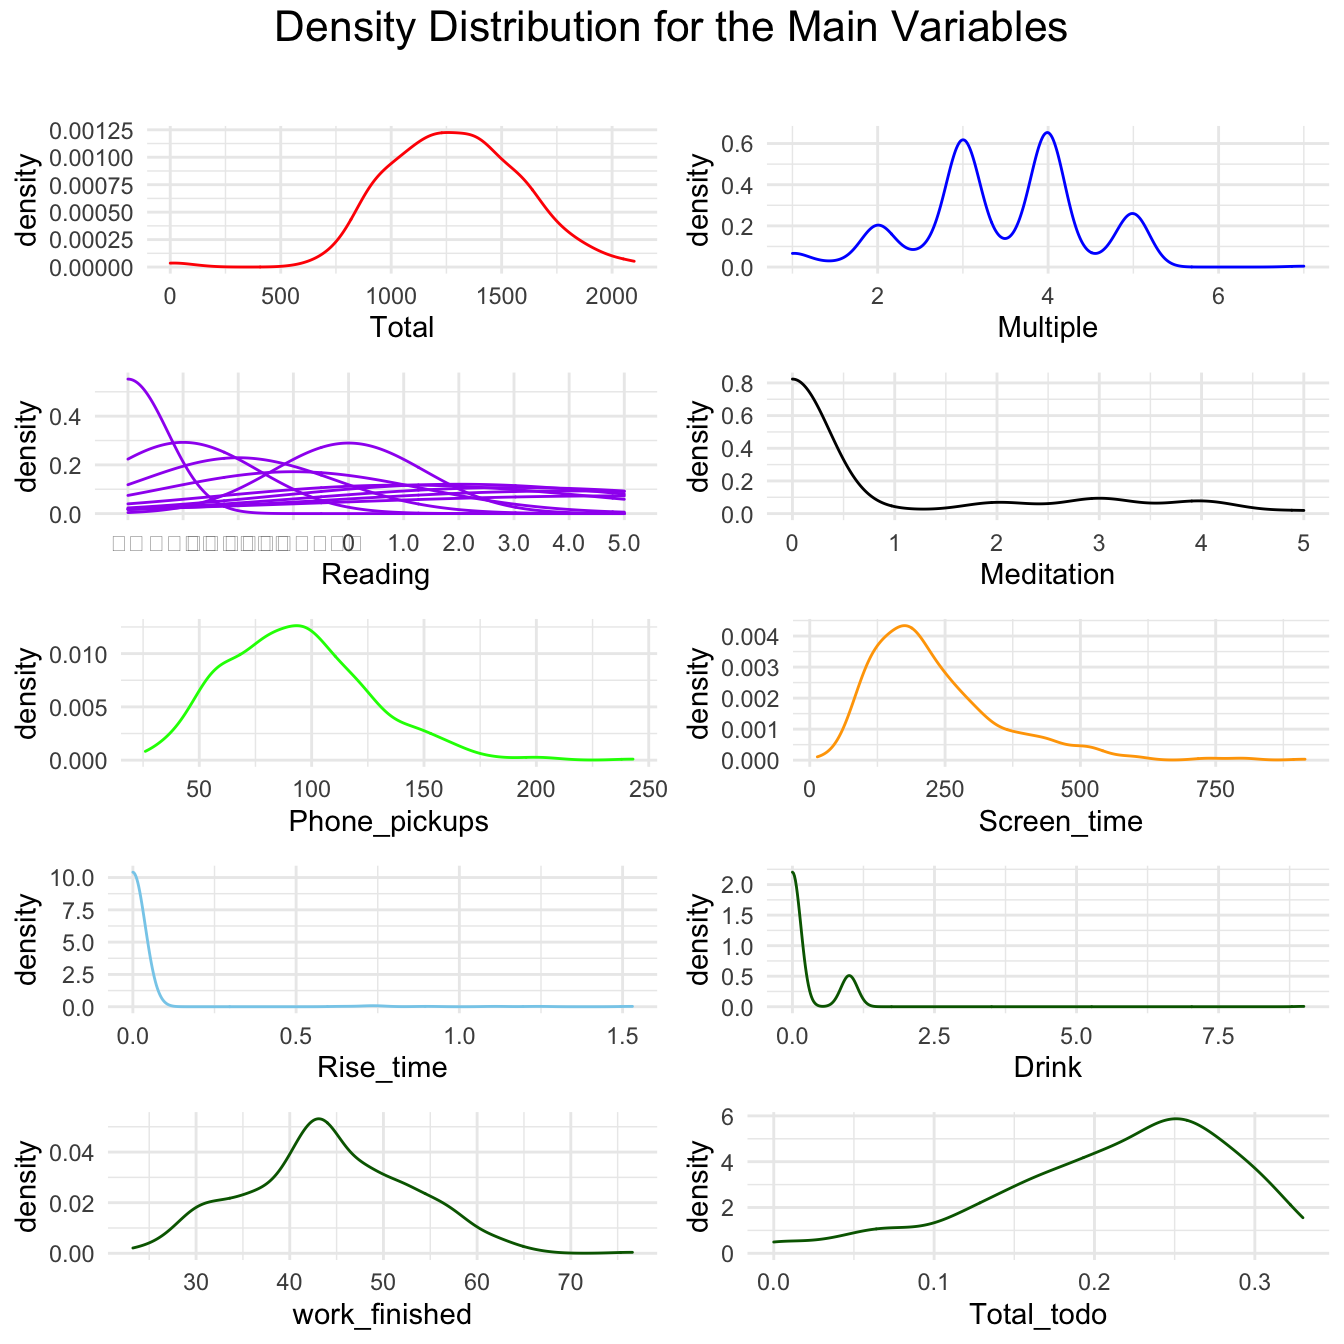 Density Distribution for the Main Variables
density
0.00125
0.00100
0.00075
0.00050
0.00025
0.00000
0 500 1000 1500 2000
Total
density
0.6
0.4
0.2
0.0
2 4 6
Multiple
density
0.4
0.2
0.0
0 1.0 2.0 3.0 4.0 5.0
Reading
density
0.8
0.6
0.4
0.2
0.0
0 1 2 3 4 5
Meditation
density
0.010
0.005
0.000
50 100 150 200 250
Phone_pickups
density
0.004
0.003
0.002
0.001
0.000
0 250 500 750
Screen_time
density
10.0
7.5
5.0
2.5
0.0
0.0 0.5 1.0 1.5
Rise_time
density
2.0
1.5
1.0
0.5
0.0
0.0 2.5 5.0 7.5
Drink
density
0.04
0.02
0.00
30 40 50 60 70
work_finished
density
6
4
2
0
0.0 0.1 0.2 0.3
Total_todo